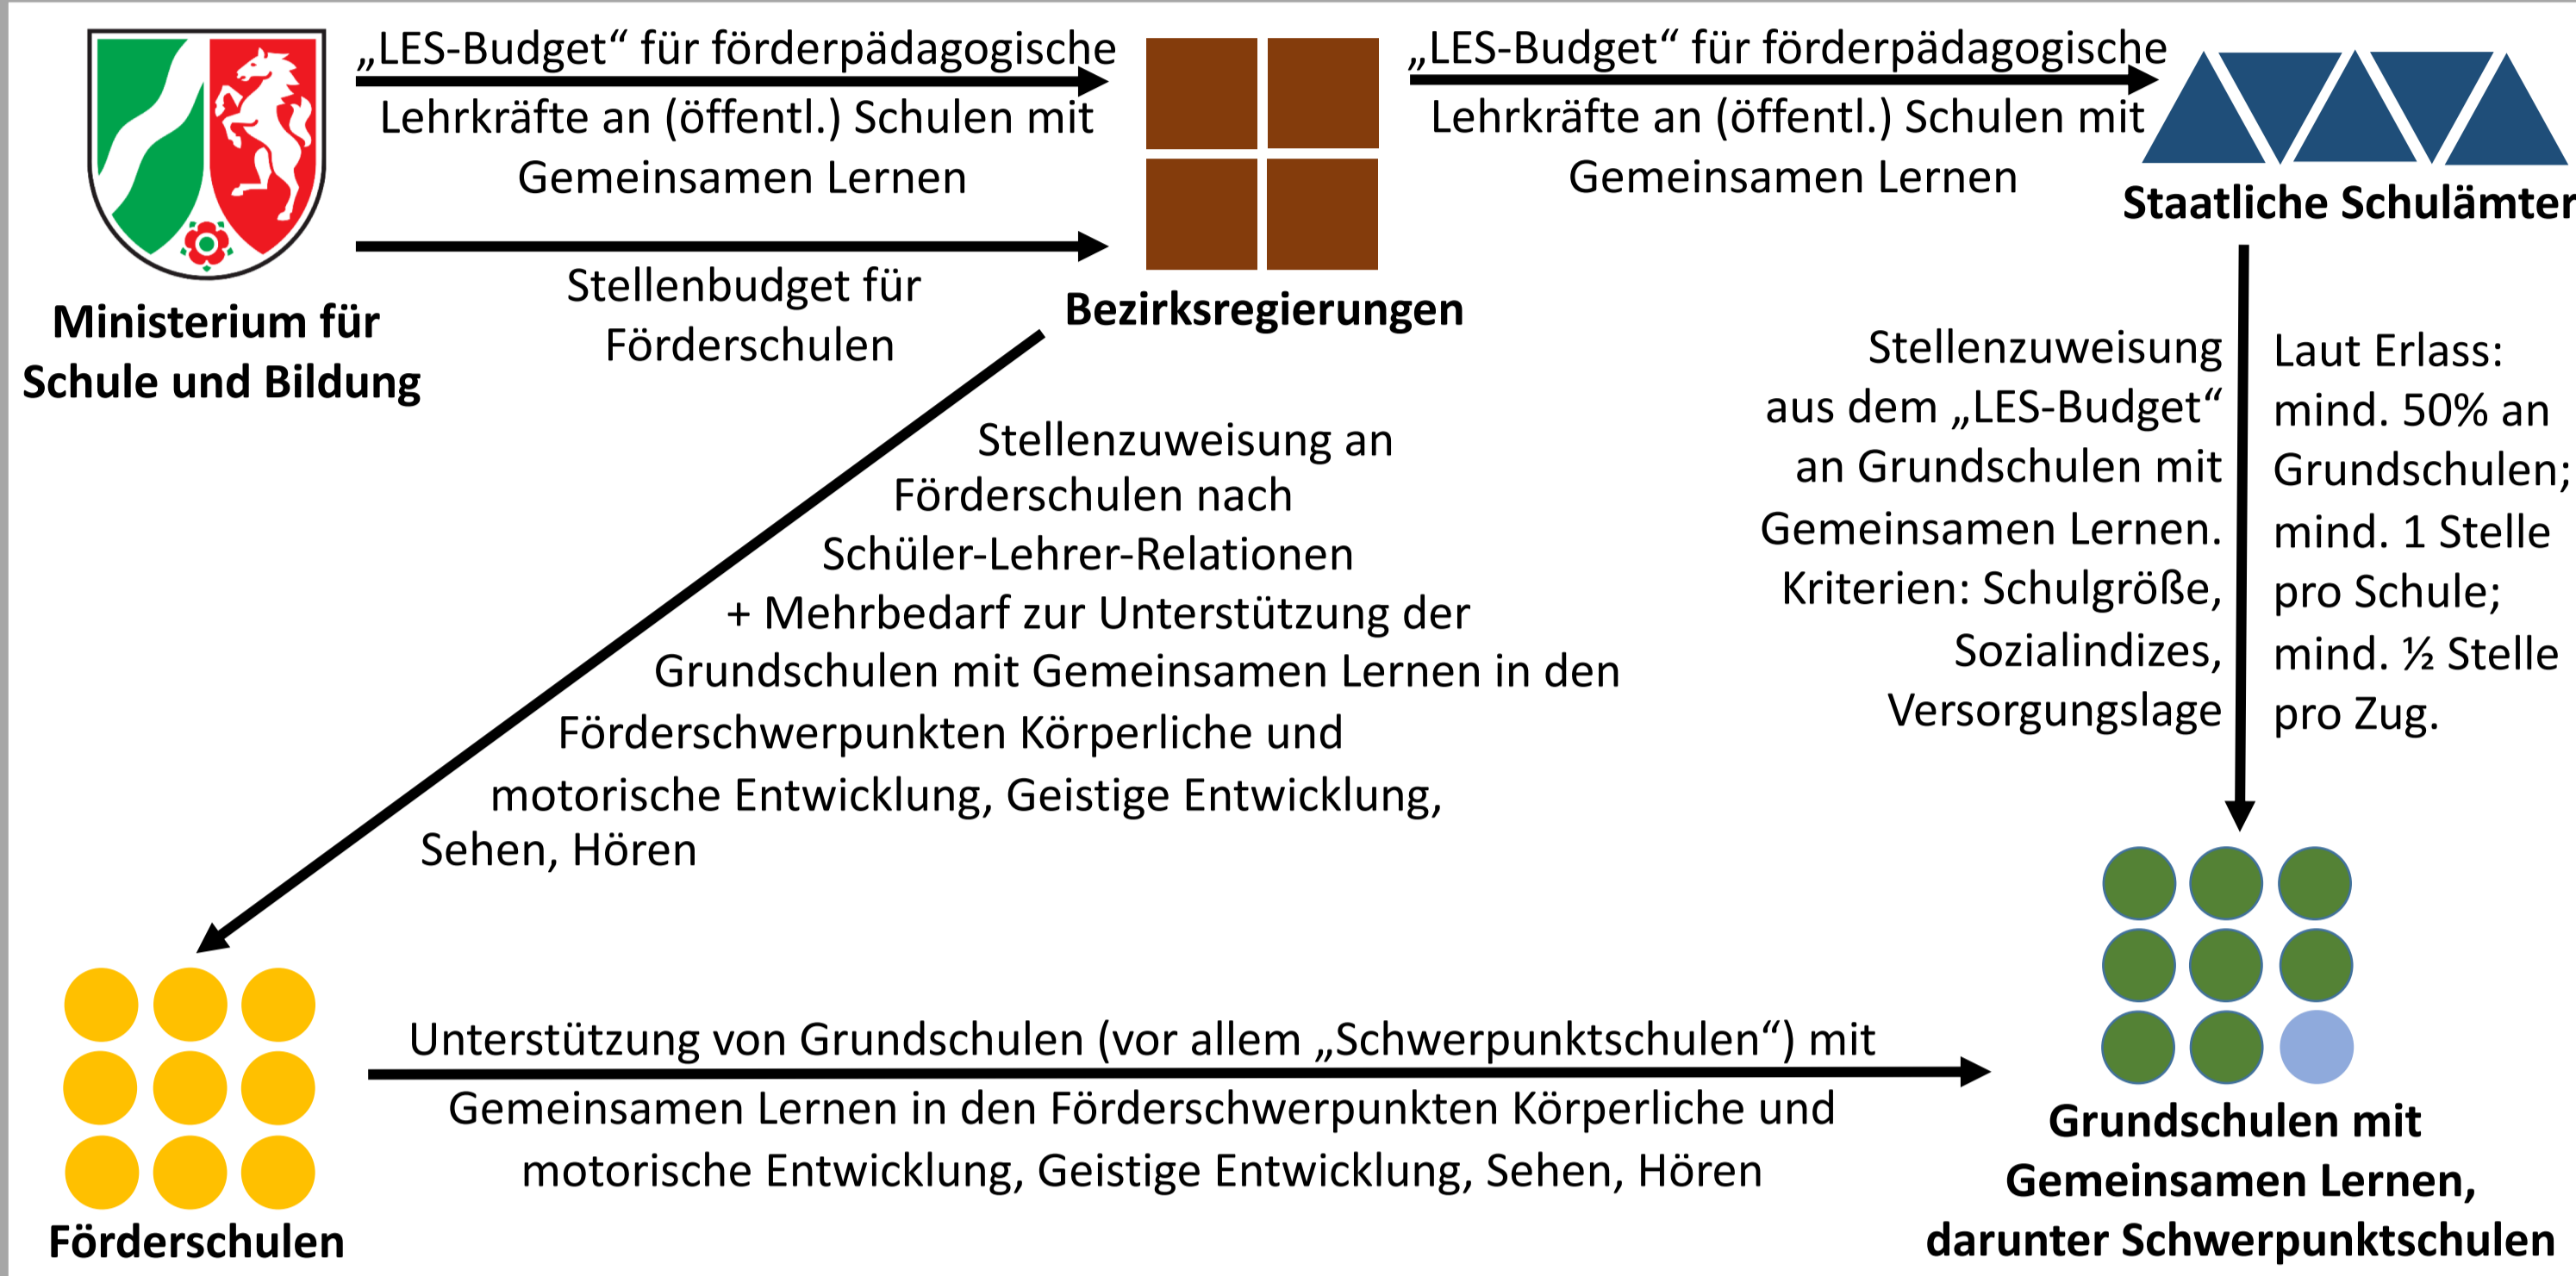 „LES-Budget“ für förderpädagogische
Lehrkräfte an (öffentl.) Schulen mit
Gemeinsamen Lernen
Stellenbudget für
Förderschulen
Ministerium für
Schule und Bildung
Bezirksregierungen
„LES-Budget“ für förderpädagogische
Lehrkräfte an (öffentl.) Schulen mit
Gemeinsamen Lernen
Staatliche Schulämter
Stellenzuweisung an
Förderschulen nach
Schüler-Lehrer-Relationen
+ Mehrbedarf zur Unterstützung der
Grundschulen mit Gemeinsamen Lernen in den
Förderschwerpunkten Körperliche und
motorische Entwicklung, Geistige Entwicklung,
Sehen, Hören
Stellenzuweisung
aus dem „LES-Budget“
an Grundschulen mit
Gemeinsamen Lernen.
Kriterien: Schulgröße,
Sozialindizes,
Versorgungslage
Laut Erlass:
mind. 50% an
Grundschulen;
mind. 1 Stelle
pro Schule;
mind. ½ Stelle
pro Zug.
Förderschulen
Unterstützung von Grundschulen (vor allem „Schwerpunktschulen“) mit
Gemeinsamen Lernen in den Förderschwerpunkten Körperliche und
motorische Entwicklung, Geistige Entwicklung, Sehen, Hören
Grundschulen mit
Gemeinsamen Lernen,
darunter Schwerpunktschulen